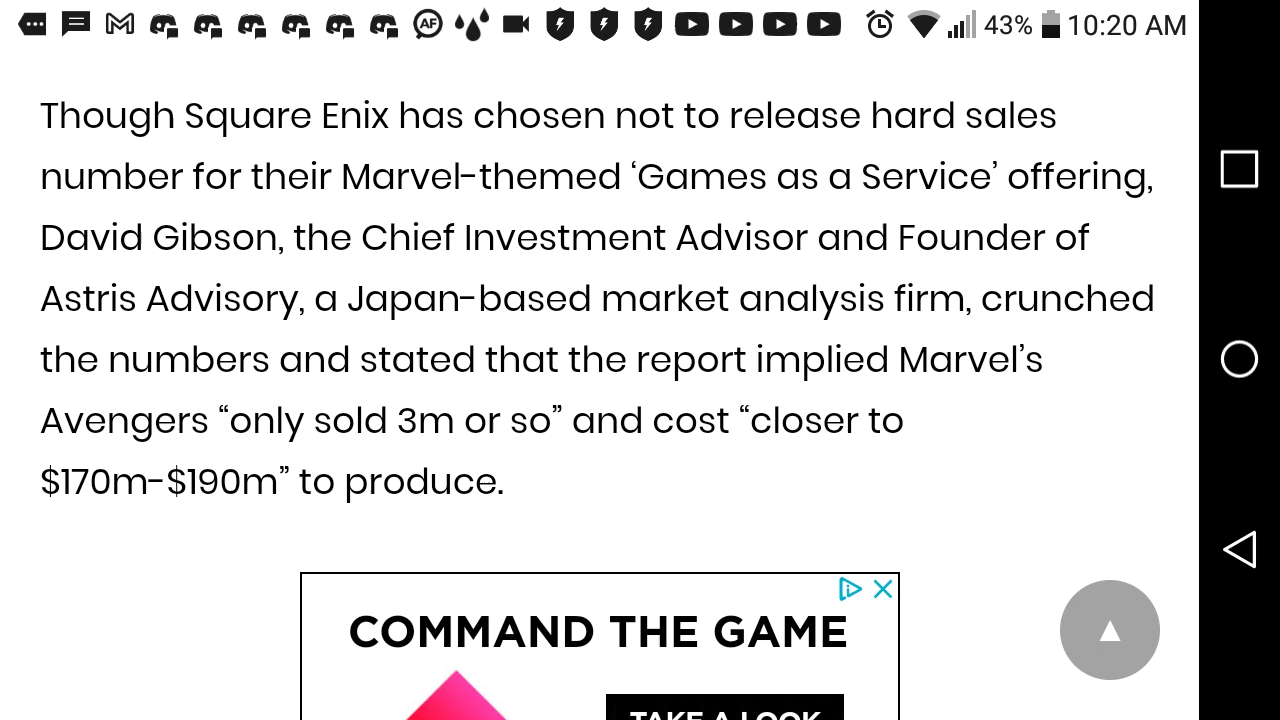 AF 43% 10:20 AM
Though Square Enix has chosen not to release hard sales
number for their Marvel-themed ‘Games as a Service’ offering,
David Gibson, the Chief Investment Advisor and Founder of
Astris Advisory, a Japan-based market analysis firm, crunched
the numbers and stated that the report implied Marvel’s
Avengers “only sold 3m or so” and cost “closer to
$170m-$190m” to produce.
COMMAND THE GAME
TAKE A LOOK